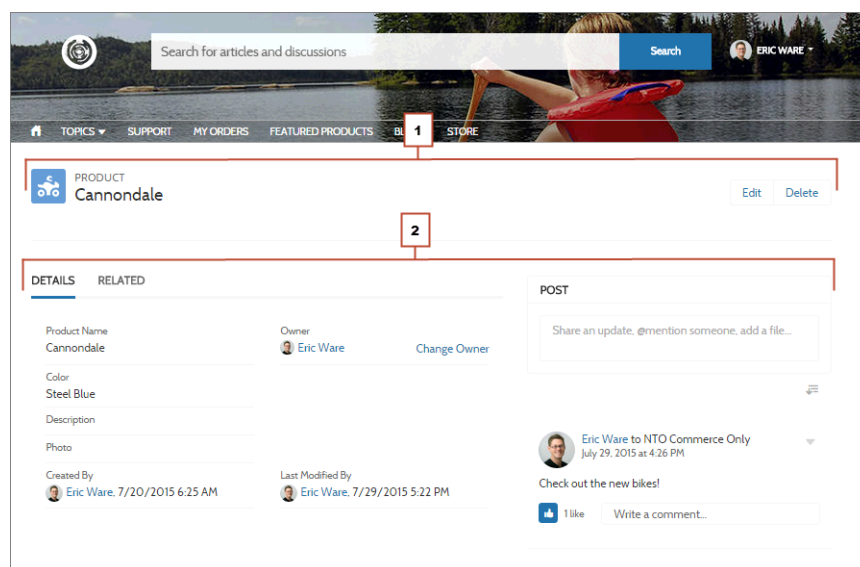 Search for articles and discussions
Search
ERIC WARE
TOPICS SUPPORT MY ORDERS FEATURED PRODUCTS STORE
1
PRODUCT
Cannondale
Edit Delete
2
DETAILS RELATED
POST
Product Name
Cannondale
Owner
Eric Ware
Change Owner
Share an update, @mention someone, add a file...
Color
Steel Blue
Description
Photo
Created By
Eric Ware, 7/20/2015 6:25 AM
Last Modified By
Eric Ware, 7/29/2015 5:22 PM
Eric Ware to NTO Commerce Only
July 29, 2015 at 4:26 PM
Check out the new bikes!
1 like
Write a comment...